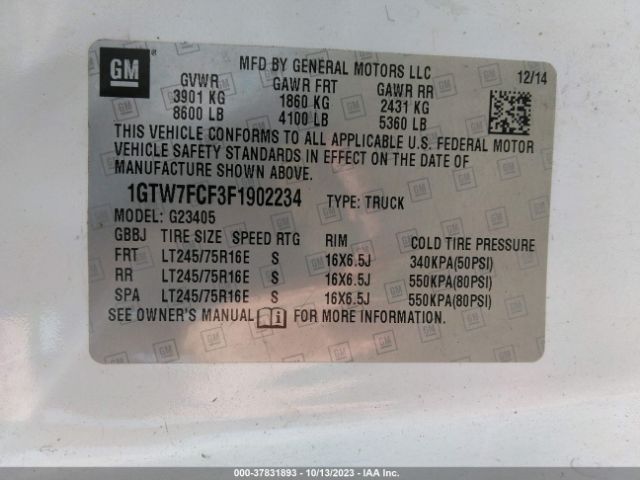 GM
MFD BY GENERAL MOTORS LLC 12/14
GVWR GAWR FRT GAWR RR
3901 KG 1860 KG 2431 KG
8600 LB 4100 LB 5360 LB
THIS VEHICLE CONFORMS TO ALL APPLICABLE U.S. FEDERAL MOTOR
VEHICLE SAFETY STANDARDS IN EFFECT ON THE DATE OF
MANUFACTURE SHOWN ABOVE.
1GTW7FCF3F1902234 TYPE: TRUCK
MODEL: G23405
GBBJ TIRE SIZE SPEED RTG RIM COLD TIRE PRESSURE
FRT LT245/75R16E S 16X6.5J 340KPA(50PSI)
RR LT245/75R16E S 16X6.5J 550KPA(80PSI)
SPA LT245/75R16E S 16X6.5J 550KPA(80PSI)
SEE OWNER'S MANUAL FOR MORE INFORMATION.
000-37831893 - 10/13/2023 - IAA Inc.